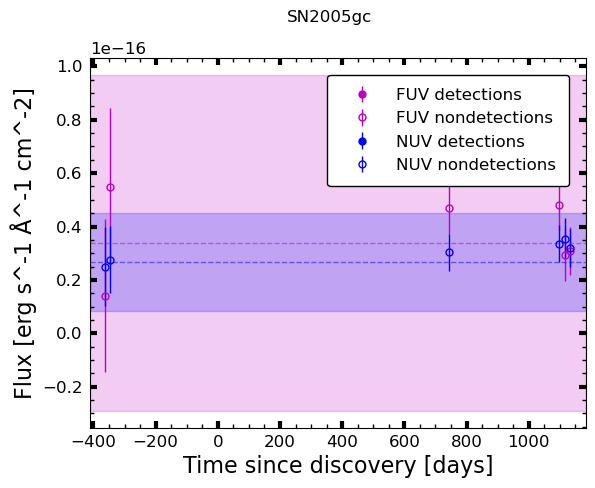 SN2005gc
1e−16
1.0
0.8
0.6
0.4
0.2
0.0
−0.2
Flux [erg s^-1 Å^-1 cm^-2]
FUV detections
FUV nondetections
NUV detections
NUV nondetections
−400 −200 0 200 400 600 800 1000
Time since discovery [days]